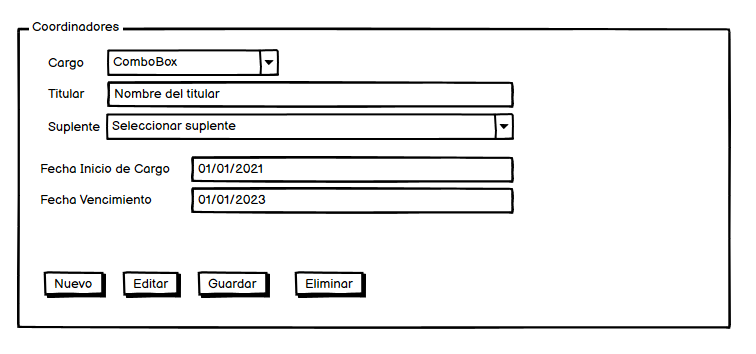 Coordinadores
Cargo ComboBox
Titular Nombre del titular
Suplente Seleccionar suplente
Fecha Inicio de Cargo 01/01/2021
Fecha Vencimiento 01/01/2023
Nuevo Editar Guardar Eliminar